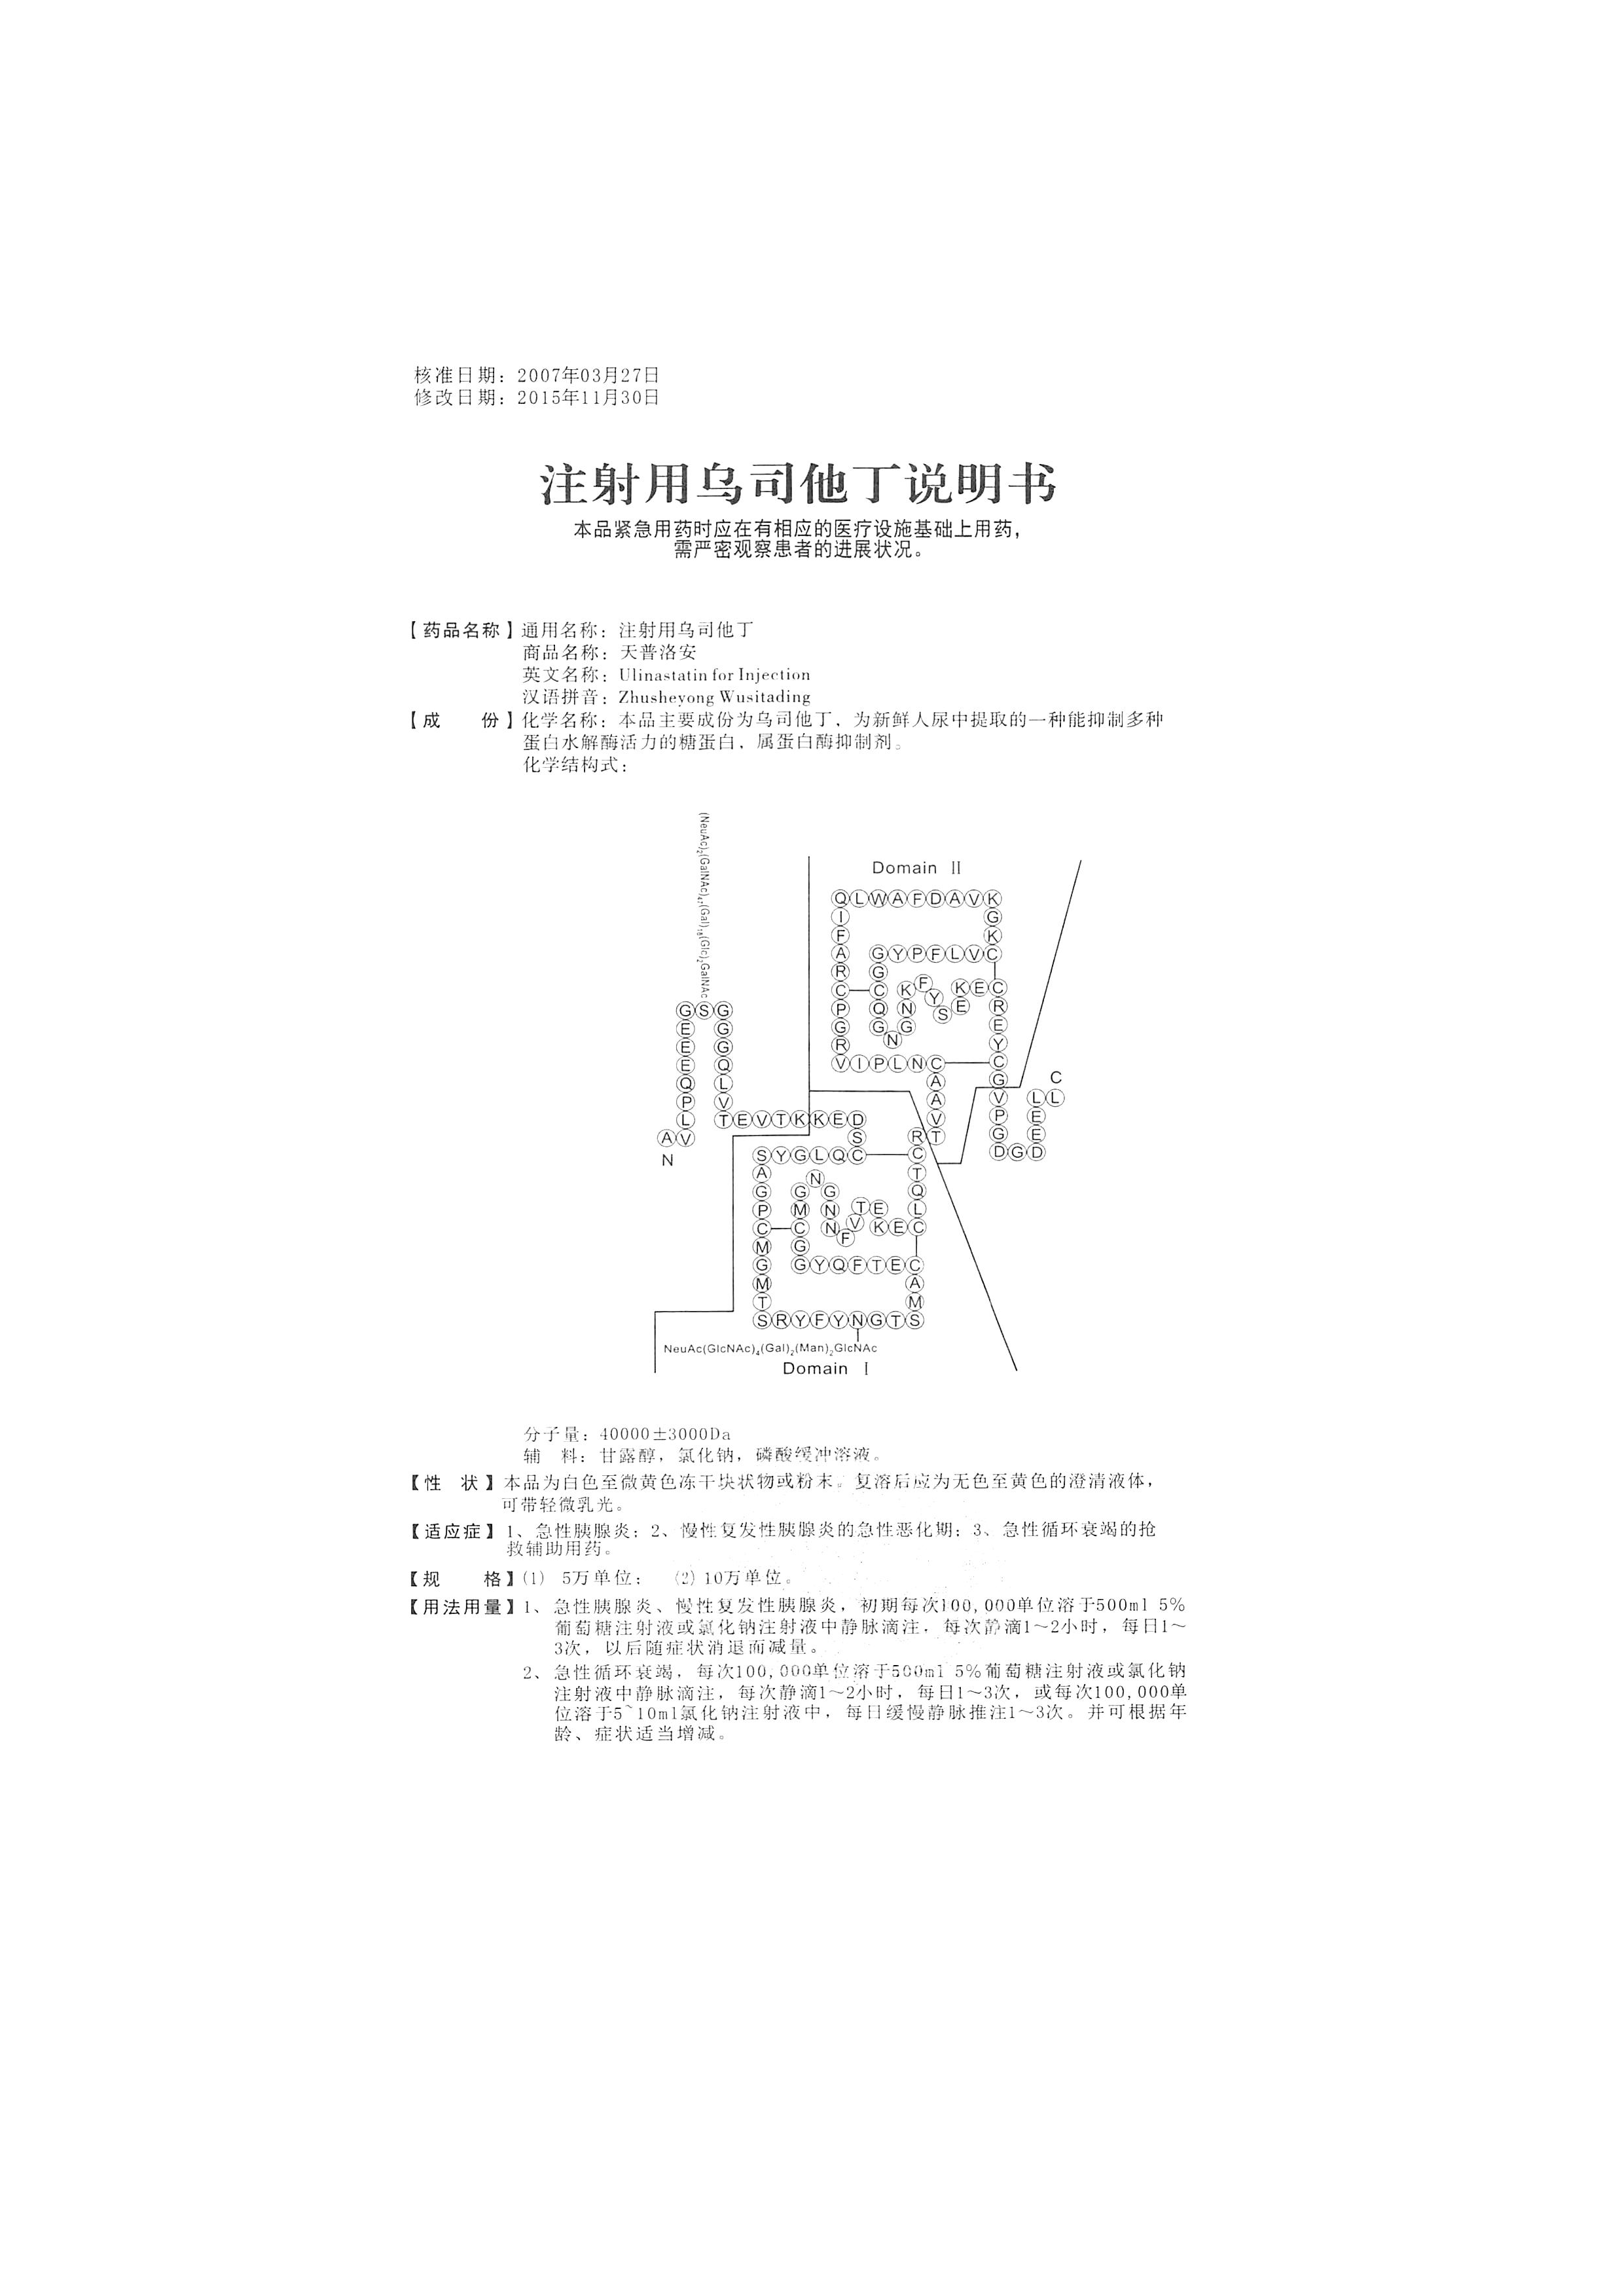 核准日期：2007年03月27日
修改日期：2015年11月30日
注射用乌司他丁说明书
本品紧急用药时应在有相应的医疗设施基础上用药，
需严密观察患者的进展状况。
【药品名称】通用名称：注射用乌司他丁
商品名称：天普洛安
英文名称：Ulinastatin for Injection
汉语拼音：Zhusheyong Wusitading
【成　　份】化学名称：本品主要成份为乌司他丁，为新鲜人尿中提取的一种能抑制多种
蛋白水解酶活力的糖蛋白，属蛋白酶抑制剂。
化学结构式：
Domain Ⅱ
QLWAFDAVK
I G
F K
A GYPFLVC
R G
C C K F Y S E KEC
P Q N R
G G N G E
R Y
VIPLNC C
GSG
E G
E G
E Q
Q L
P V
L TEVTKKED
AV S
N
A G
A V
V P
RT G
DGD
E
E
LL
C
SYGLQC C
A N T
G G G Q
P M N T E L
C C N F V KEC
M G
G GYQFTEC
M A
T M
SRYFYNGTS
NeuAc(GlcNAc)4(Gal)2(Man)2GlcNAc
Domain Ⅰ
分子量：40000±3000Da
辅　料：甘露醇，氯化钠，磷酸缓冲溶液。
【性　状】本品为白色至微黄色冻干块状物或粉末。复溶后应为无色至黄色的澄清液体，
可带轻微乳光。
【适应症】1、急性胰腺炎；2、慢性复发性胰腺炎的急性恶化期；3、急性循环衰竭的抢
救辅助用药。
【规　　格】(1) 5万单位； (2) 10万单位。
【用法用量】1、急性胰腺炎、慢性复发性胰腺炎，初期每次100,000单位溶于500ml 5%
葡萄糖注射液或氯化钠注射液中静脉滴注，每次静滴1～2小时，每日1～
3次，以后随症状消退而减量。
2、急性循环衰竭，每次100,000单位溶于500ml 5%葡萄糖注射液或氯化钠
注射液中静脉滴注，每次静滴1～2小时，每日1～3次，或每次100,000单
位溶于5~10ml氯化钠注射液中，每日缓慢静脉推注1～3次。并可根据年
龄、症状适当增减。